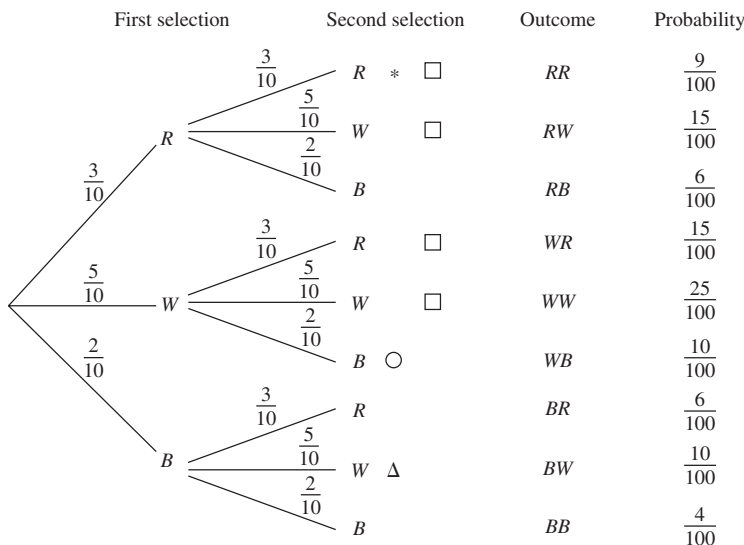 First selection Second selection Outcome Probability
3/10 R * □ RR 9/100
5/10 W □ RW 15/100
R
2/10 B RB 6/100
3/10
3/10 R □ WR 15/100
5/10 W 5/10 W □ WW 25/100
2/10 B ○ WB 10/100
2/10
3/10 R BR 6/100
B 5/10 W Δ BW 10/100
2/10 B BB 4/100